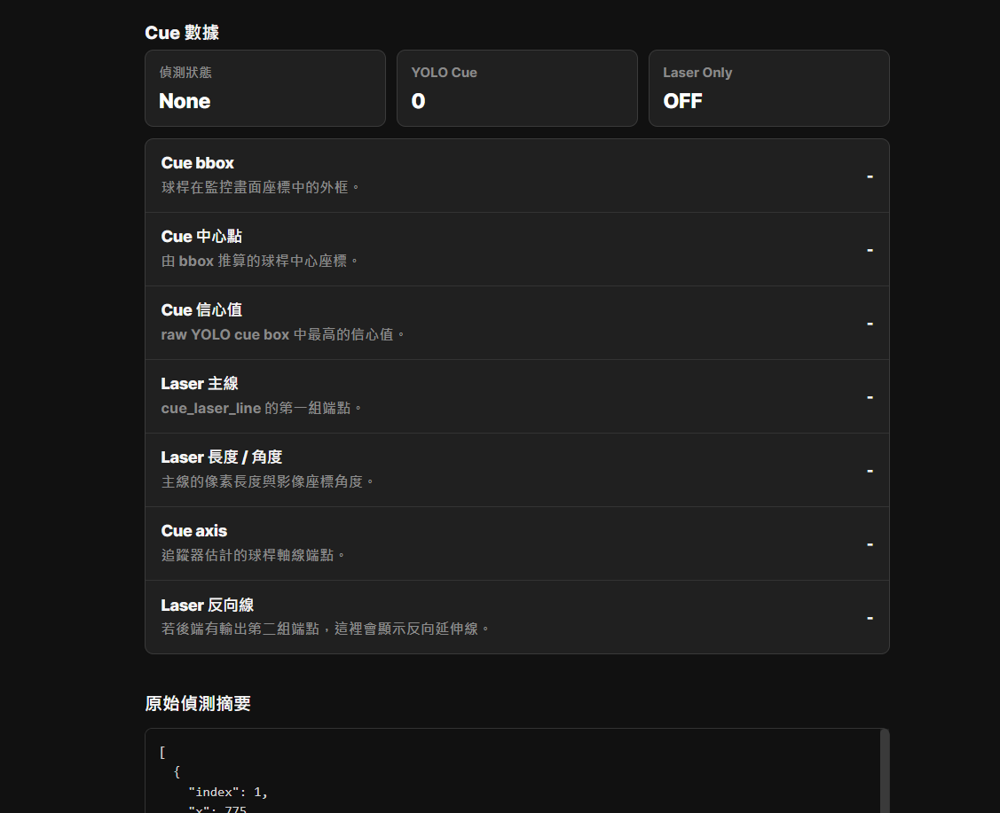 Cue 數據
偵測狀態
None
YOLO Cue
0
Laser Only
OFF
Cue bbox
球桿在監控畫面座標中的外框。
-
Cue 中心點
由 bbox 推算的球桿中心座標。
-
Cue 信心值
raw YOLO cue box 中最高的信心值。
-
Laser 主線
cue_laser_line 的第一組端點。
-
Laser 長度 / 角度
主線的像素長度與影像座標角度。
-
Cue axis
追蹤器估計的球桿軸線端點。
-
Laser 反向線
若後端有輸出第二組端點，這裡會顯示反向延伸線。
-
原始偵測摘要
[
{
"index": 1,
"x": 775